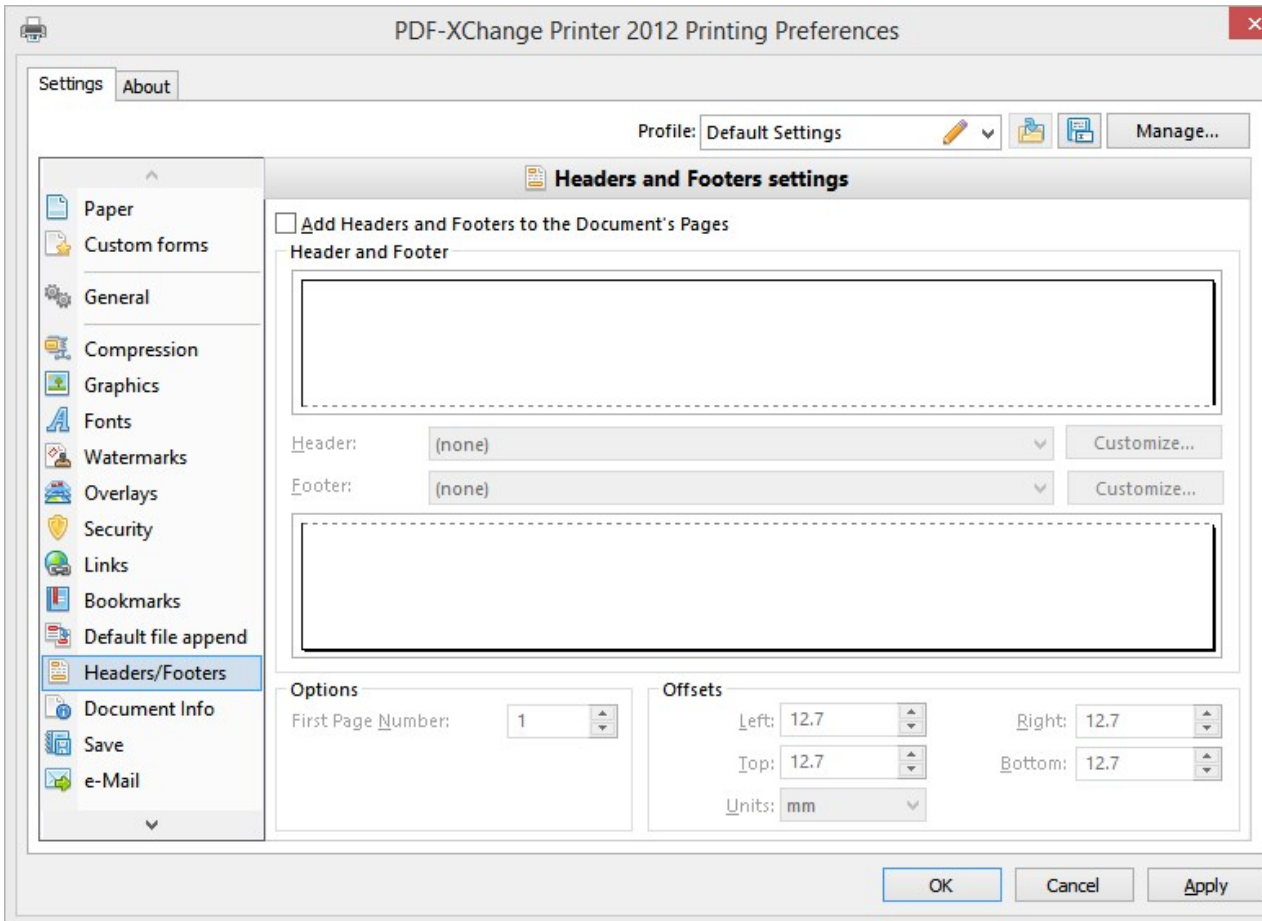 PDF-XChange Printer 2012 Printing Preferences
Settings
About
Profile: Default Settings
Manage...
Headers and Footers settings
Paper
Custom forms
General
Compression
Graphics
Fonts
Watermarks
Overlays
Security
Links
Bookmarks
Default file append
Headers/Footers
Document Info
Save
e-Mail
Add Headers and Footers to the Document's Pages
Header and Footer
Header: (none) Customize...
Footer: (none) Customize...
Options
First Page Number: 1
Offsets
Left: 12.7 Right: 12.7
Top: 12.7 Bottom: 12.7
Units: mm
OK Cancel Apply